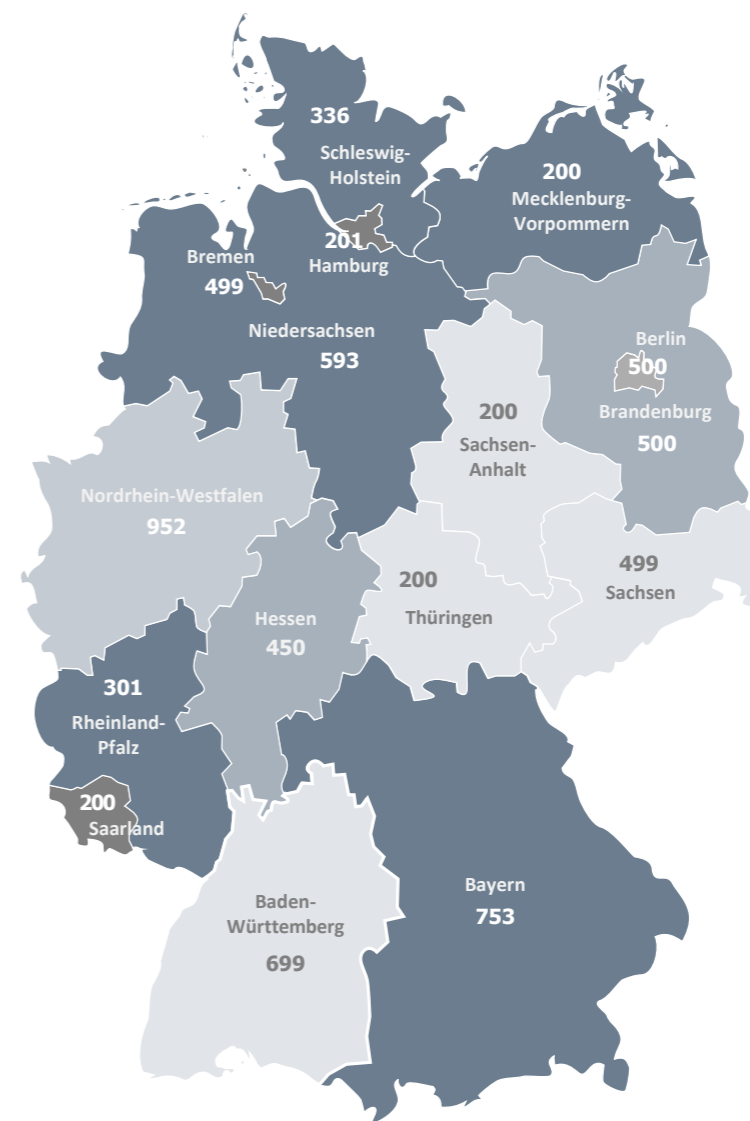 336
Schleswig-
Holstein
200
Mecklenburg-
Vorpommern
201
Hamburg
Bremen
499
Niedersachsen
593
Berlin
500
Brandenburg
500
200
Sachsen-
Anhalt
Nordrhein-Westfalen
952
499
Sachsen
200
Thüringen
Hessen
450
301
Rheinland-
Pfalz
200
Saarland
Bayern
753
Baden-
Württemberg
699